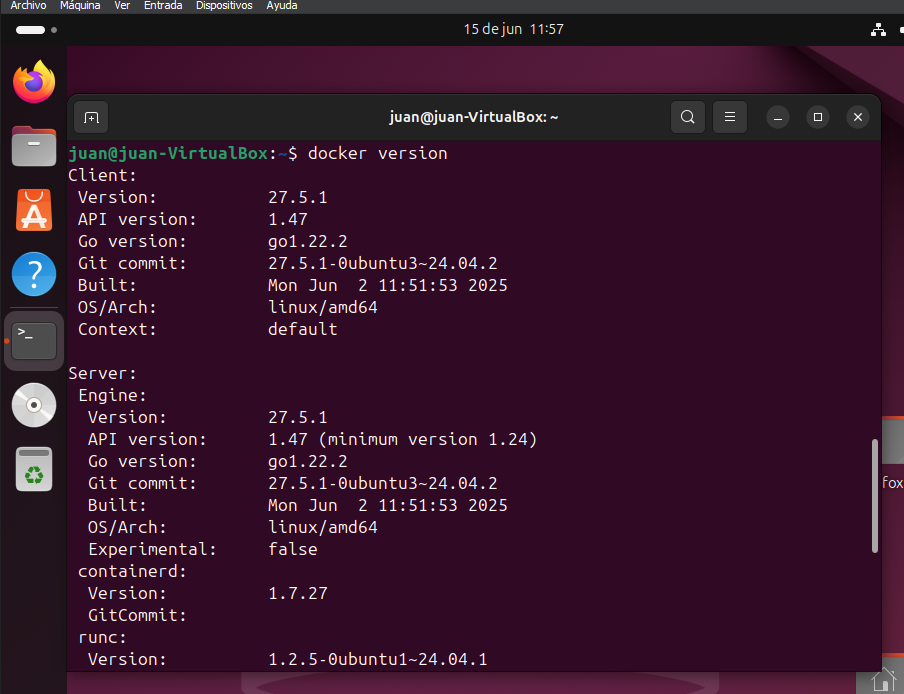 Archivo Máquina Ver Entrada Dispositivos Ayuda
15 de jun 11:57
juan@juan-VirtualBox: ~
juan@juan-VirtualBox:~$ docker version
Client:
Version: 27.5.1
API version: 1.47
Go version: go1.22.2
Git commit: 27.5.1-0ubuntu3~24.04.2
Built: Mon Jun  2 11:51:53 2025
OS/Arch: linux/amd64
Context: default
Server:
Engine:
Version: 27.5.1
API version: 1.47 (minimum version 1.24)
Go version: go1.22.2
Git commit: 27.5.1-0ubuntu3~24.04.2
Built: Mon Jun  2 11:51:53 2025
OS/Arch: linux/amd64
Experimental: false
containerd:
Version: 1.7.27
GitCommit:
runc:
Version: 1.2.5-0ubuntu1~24.04.1
fox